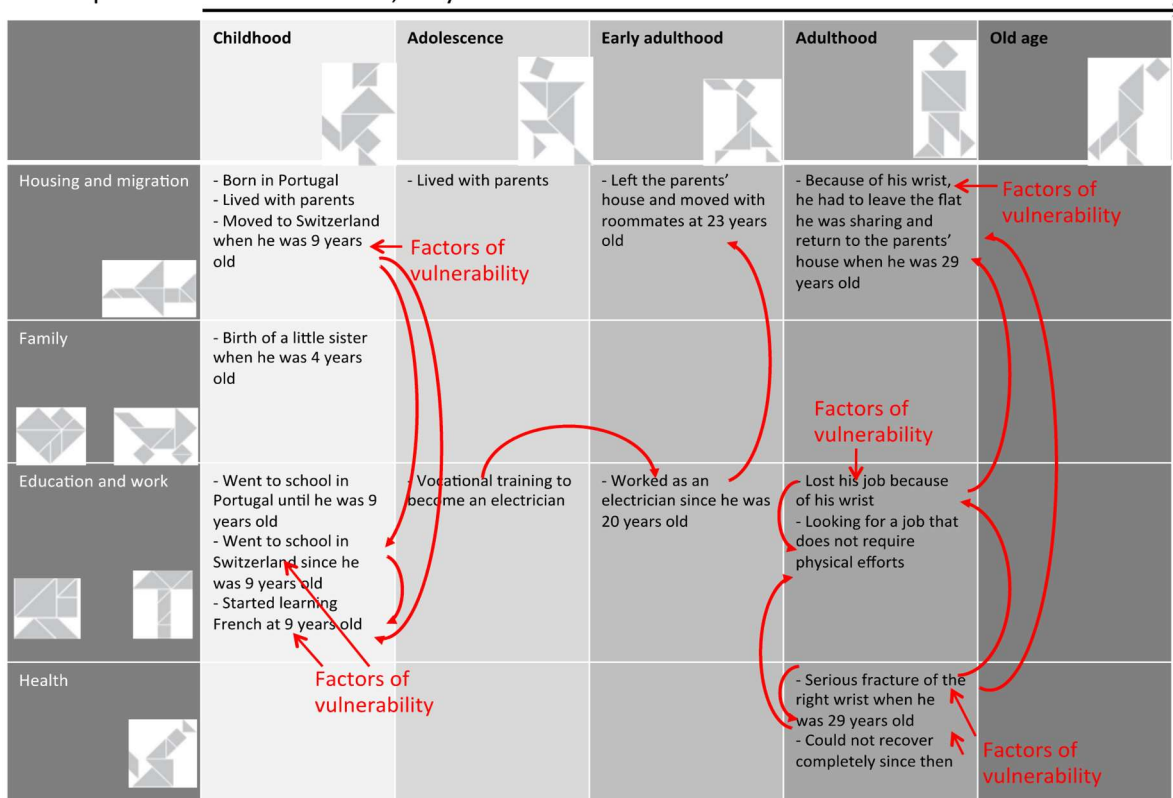 Childhood
Adolescence
Early adulthood
Adulthood
Old age
Housing and migration
- Born in Portugal
- Lived with parents
- Moved to Switzerland
when he was 9 years
old
Factors of
vulnerability
- Lived with parents
- Left the parents'
house and moved with
roommates at 23 years
old
- Because of his wrist,
he had to leave the flat
he was sharing and
return to the parents'
house when he was 29
years old
Factors of
vulnerability
Family
- Birth of a little sister
when he was 4 years
old
Factors of
vulnerability
Education and work
- Went to school in
Portugal until he was 9
years old
- Went to school in
Switzerland since he
was 9 years old
- Started learning
French at 9 years old
- Vocational training to
become an electrician
- Worked as an
electrician since he was
20 years old
- Lost his job because
of his wrist
- Looking for a job that
does not require
physical efforts
Health
Factors of
vulnerability
- Serious fracture of the
right wrist when he
was 29 years old
- Could not recover
completely since then
Factors of
vulnerability